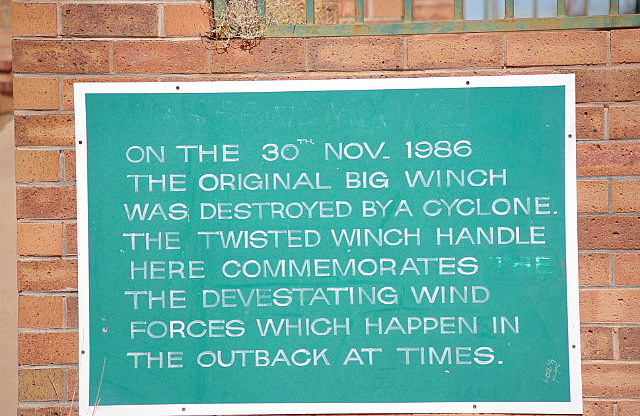 ON THE 30TH NOV. 1986
THE ORIGINAL BIG WINCH
WAS DESTROYED BY A CYCLONE.
THE TWISTED WINCH HANDLE
HERE COMMEMORATES THE
THE DEVESTATING WIND
FORCES WHICH HAPPEN IN
THE OUTBACK AT TIMES.